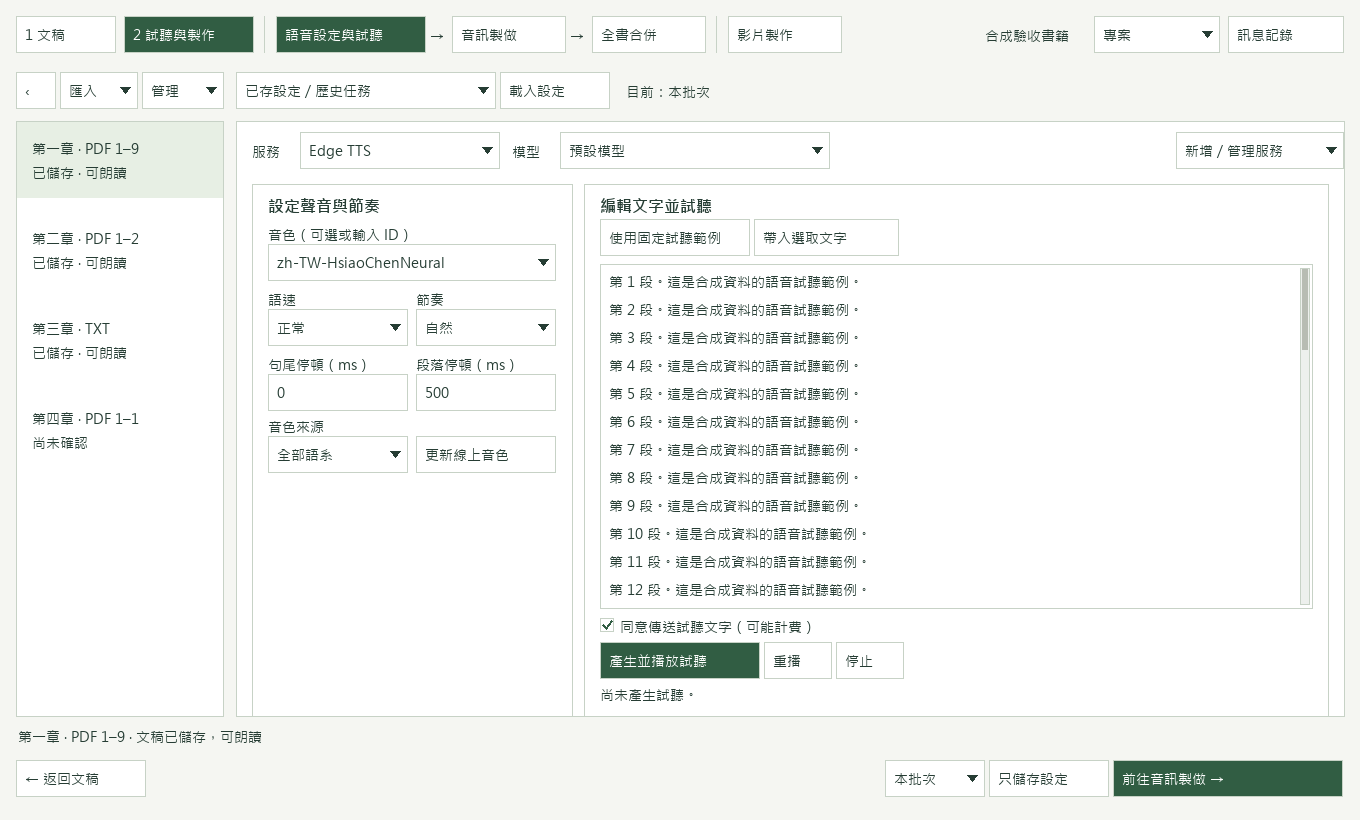 1 文稿
2 試聽與製作
語音設定與試聽
→
音訊製做
→
全書合併
影片製作
合成驗收書籍
專案
訊息記錄
‹
匯入
管理
已存設定 / 歷史任務
載入設定
目前：本批次
第一章 · PDF 1–9
已儲存 · 可朗讀
第二章 · PDF 1–2
已儲存 · 可朗讀
第三章 · TXT
已儲存 · 可朗讀
第四章 · PDF 1–1
尚未確認
服務
Edge TTS
模型
預設模型
新增 / 管理服務
設定聲音與節奏
音色（可選或輸入 ID）
zh-TW-HsiaoChenNeural
語速
節奏
正常
自然
句尾停頓（ms）
段落停頓（ms）
0
500
音色來源
全部語系
更新線上音色
編輯文字並試聽
使用固定試聽範例
帶入選取文字
第 1 段。這是合成資料的語音試聽範例。
第 2 段。這是合成資料的語音試聽範例。
第 3 段。這是合成資料的語音試聽範例。
第 4 段。這是合成資料的語音試聽範例。
第 5 段。這是合成資料的語音試聽範例。
第 6 段。這是合成資料的語音試聽範例。
第 7 段。這是合成資料的語音試聽範例。
第 8 段。這是合成資料的語音試聽範例。
第 9 段。這是合成資料的語音試聽範例。
第 10 段。這是合成資料的語音試聽範例。
第 11 段。這是合成資料的語音試聽範例。
第 12 段。這是合成資料的語音試聽範例。
同意傳送試聽文字（可能計費）
產生並播放試聽
重播
停止
尚未產生試聽。
第一章 · PDF 1–9 · 文稿已儲存，可朗讀
← 返回文稿
本批次
只儲存設定
前往音訊製做 →